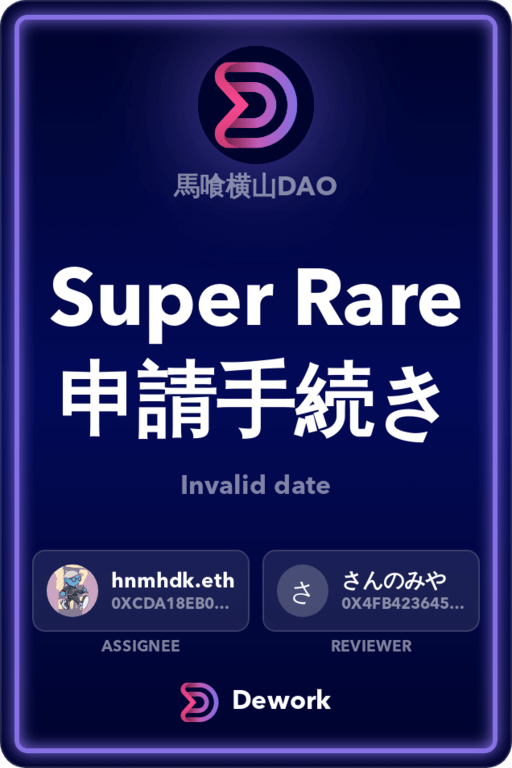 馬喰横山DAO
Super Rare
申請手続き
Invalid date
hnmhdk.eth
0XCDA18EB0...
ASSIGNEE
さ
さんのみや
0X4FB423645...
REVIEWER
Dework